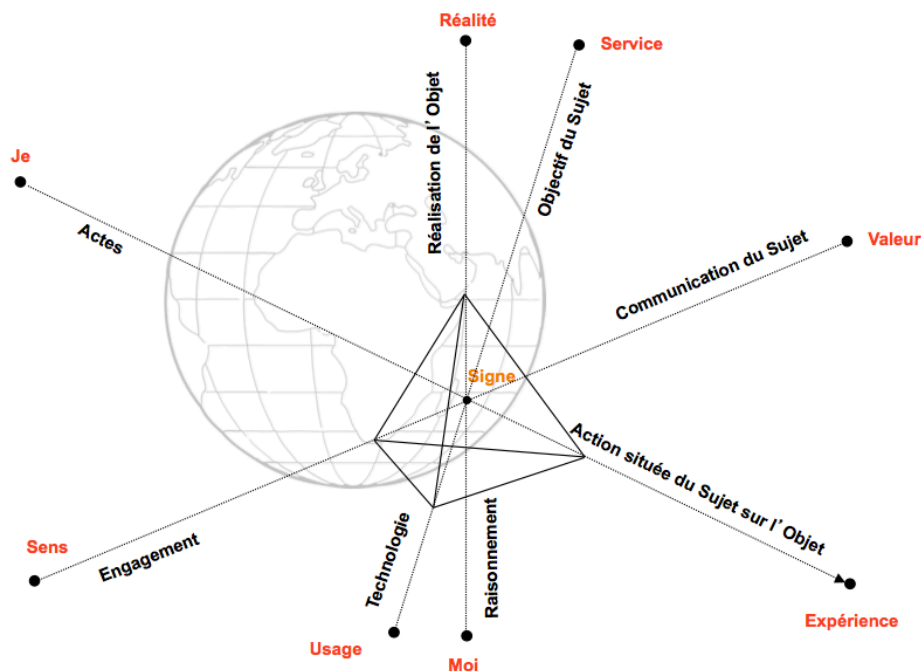 Réalité
Service
Réalisation de l’ Objet
Objectif du Sujet
Je
Actes
Communication du Sujet
Valeur
Signe
Action située du Sujet sur l’ Objet
Sens
Engagement
Technologie
Raisonnement
Expérience
Usage
Moi